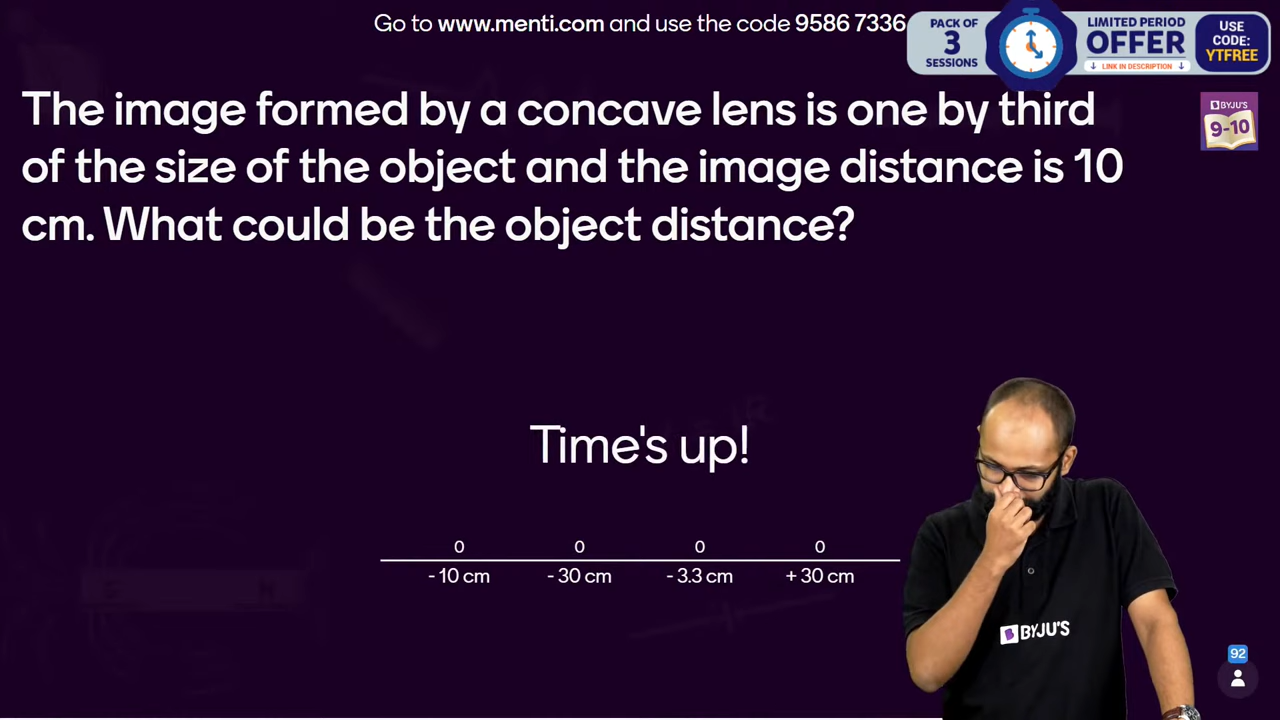 Go to www.menti.com and use the code 9586 7336
PACK OF
3
SESSIONS
LIMITED PERIOD
OFFER
↓ LINK IN DESCRIPTION ↓
USE
CODE:
YTFREE
BYJU'S
9-10
The image formed by a concave lens is one by third
of the size of the object and the image distance is 10
cm. What could be the object distance?
Time's up!
0 0 0 0
- 10 cm - 30 cm - 3.3 cm + 30 cm
BYJU'S
92